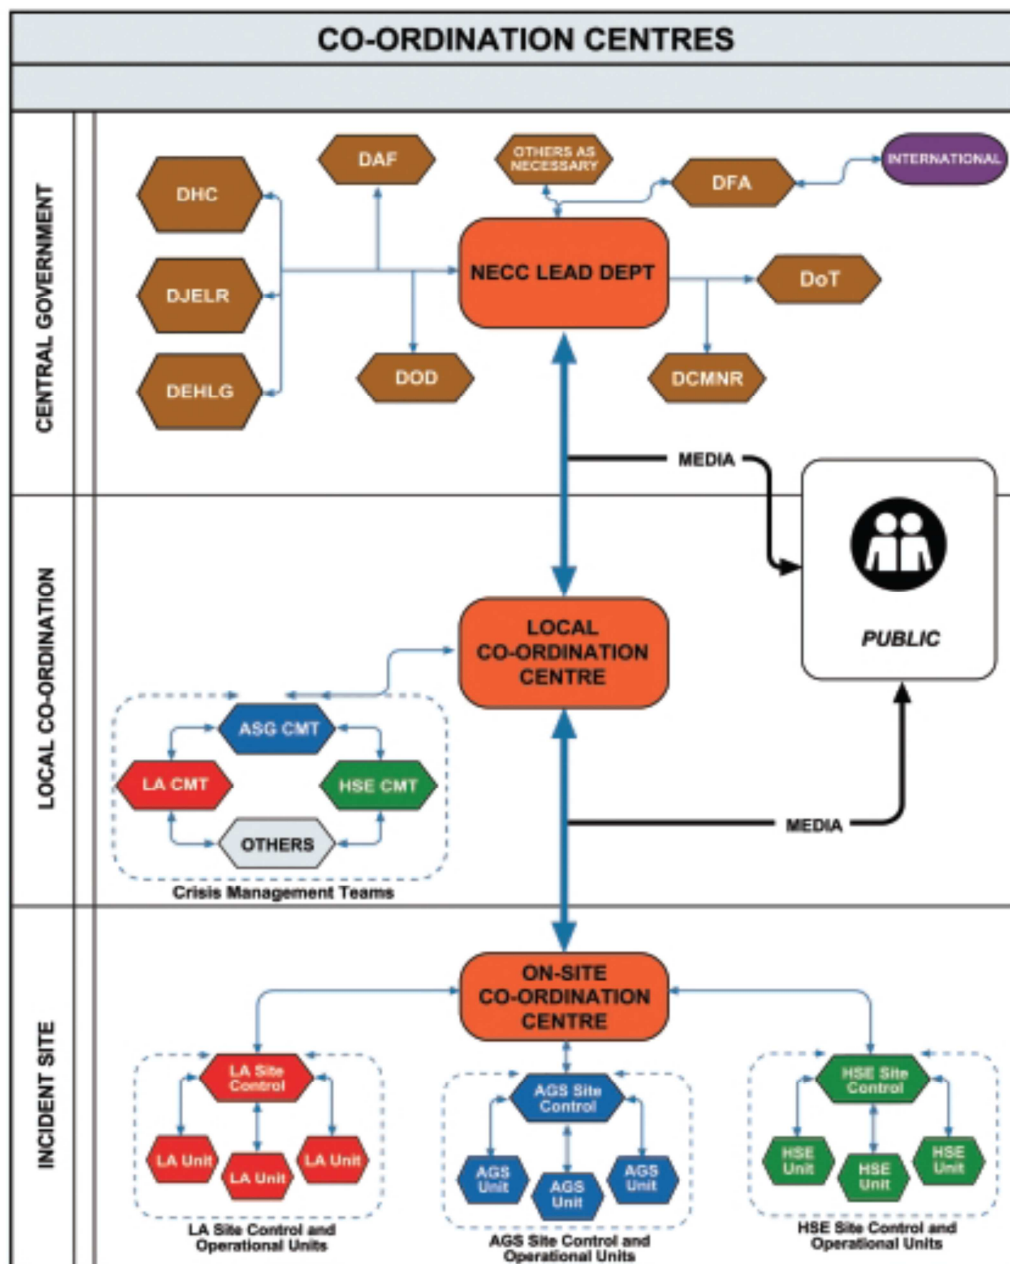 CO-ORDINATION CENTRES
CENTRAL GOVERNMENT
DAF
OTHERS AS
NECESSARY
INTERNATIONAL
DHC
DFA
NECC LEAD DEPT
DoT
DJELR
DEHLG
DOD
DCMNR
MEDIA
PUBLIC
LOCAL CO-ORDINATION
LOCAL
CO-ORDINATION
CENTRE
ASG CMT
LA CMT
HSE CMT
OTHERS
Crisis Management Teams
MEDIA
INCIDENT SITE
ON-SITE
CO-ORDINATION
CENTRE
LA Site
Control
LA Unit
LA Unit
LA Unit
LA Site Control and
Operational Units
AGS Site
Control
AGS
Unit
AGS
Unit
AGS
Unit
AGS Site Control and
Operational Units
HSE Site
Control
HSE
Unit
HSE
Unit
HSE
Unit
HSE Site Control and
Operational Units